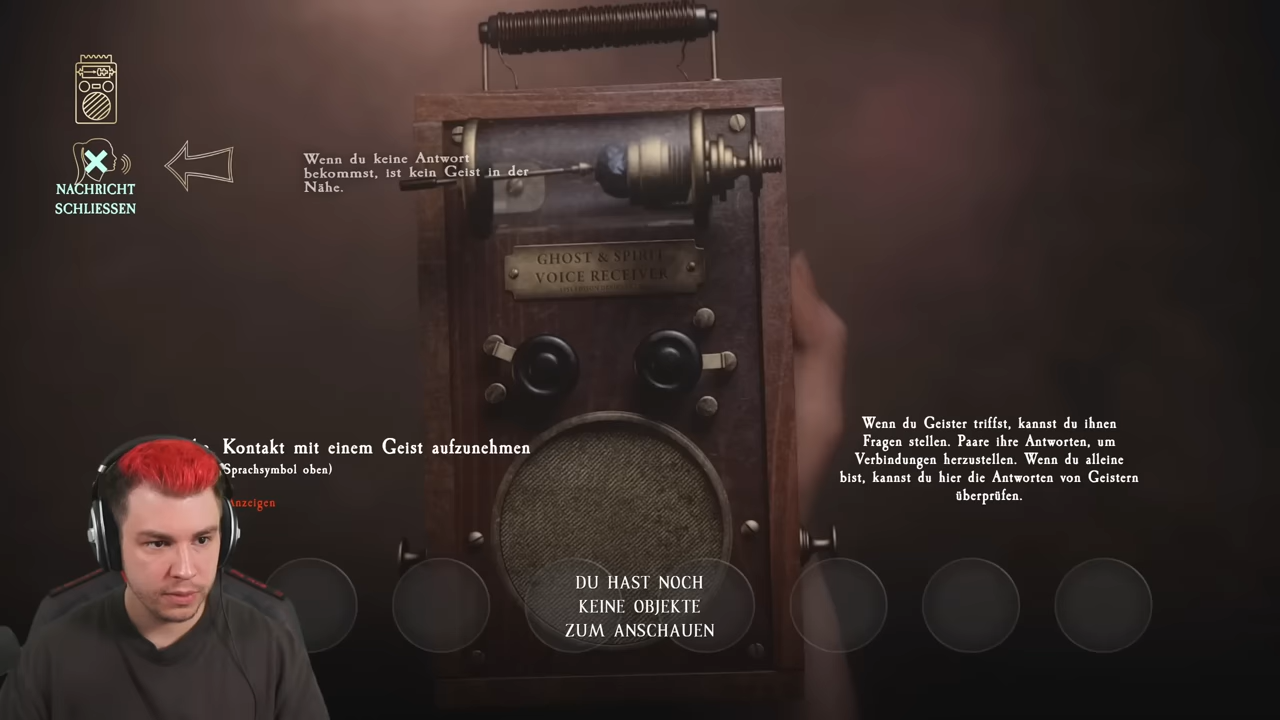 NACHRICHT
SCHLIESSEN
Wenn du keine Antwort
bekommst, ist kein Geist in der
Nähe.
GHOST & SPIRIT
VOICE RECEIVER
Kontakt mit einem Geist aufzunehmen
Sprachsymbol oben)
Anzeigen
Wenn du Geister triffst, kannst du ihnen
Fragen stellen. Paare ihre Antworten, um
Verbindungen herzustellen. Wenn du alleine
bist, kannst du hier die Antworten von Geistern
überprüfen.
DU HAST NOCH
KEINE OBJEKTE
ZUM ANSCHAUEN